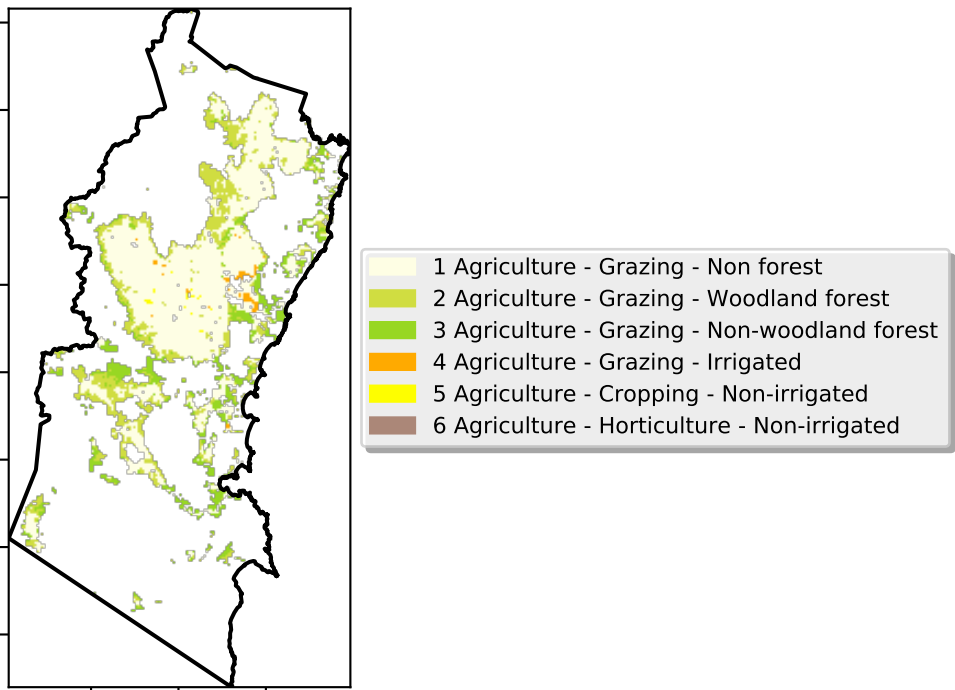 1 Agriculture - Grazing - Non forest
2 Agriculture - Grazing - Woodland forest
3 Agriculture - Grazing - Non-woodland forest
4 Agriculture - Grazing - Irrigated
5 Agriculture - Cropping - Non-irrigated
6 Agriculture - Horticulture - Non-irrigated